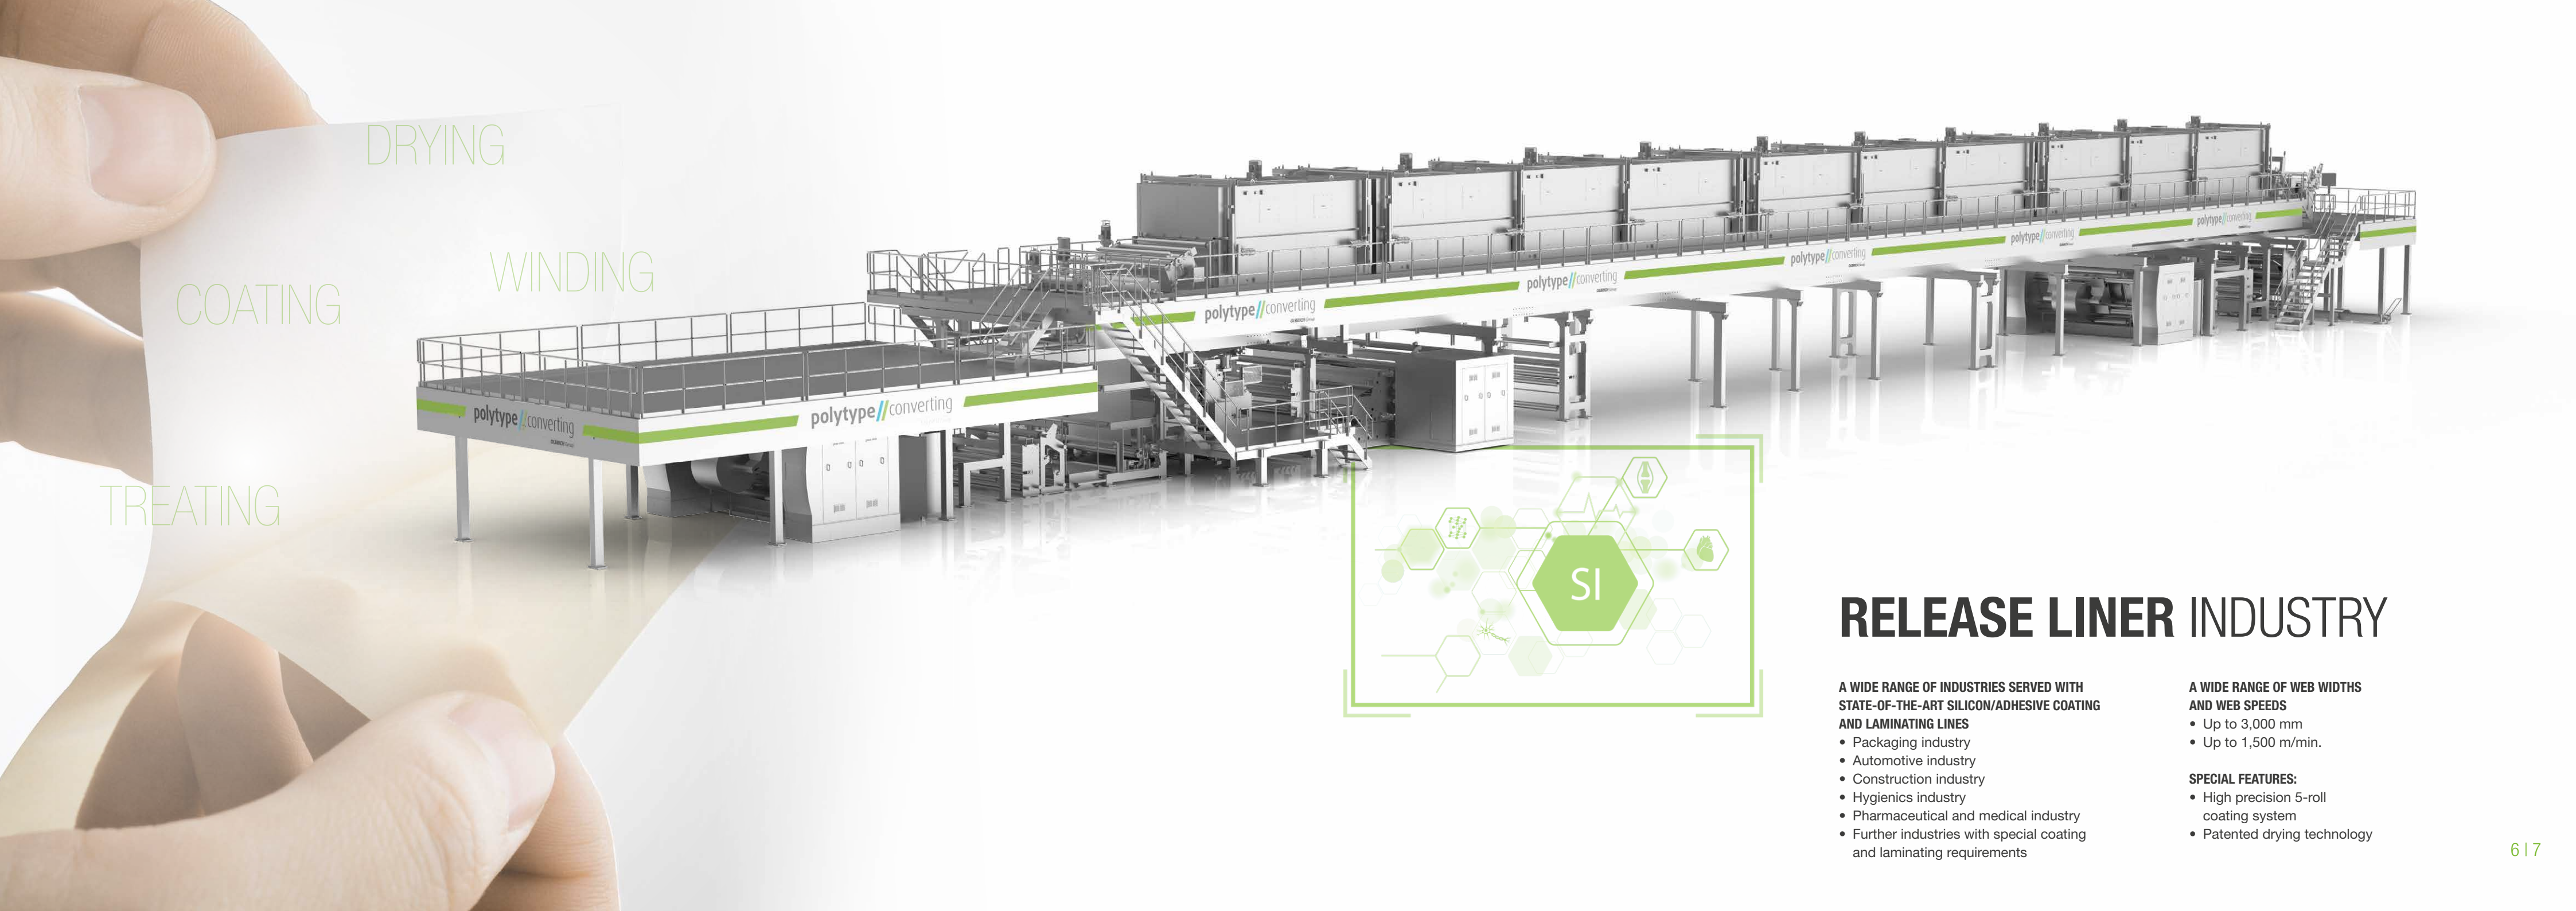 DRYING
WINDING
COATING
TREATING
polytype//converting
polytype//converting
polytype//converting
polytype//converting
polytype//converting
polytype//converting
polytype//converting
SI
RELEASE LINER INDUSTRY
A WIDE RANGE OF INDUSTRIES SERVED WITH
STATE-OF-THE-ART SILICON/ADHESIVE COATING
AND LAMINATING LINES
• Packaging industry
• Automotive industry
• Construction industry
• Hygienics industry
• Pharmaceutical and medical industry
• Further industries with special coating
and laminating requirements
A WIDE RANGE OF WEB WIDTHS
AND WEB SPEEDS
• Up to 3,000 mm
• Up to 1,500 m/min.
SPECIAL FEATURES:
• High precision 5-roll
coating system
• Patented drying technology
6 | 7